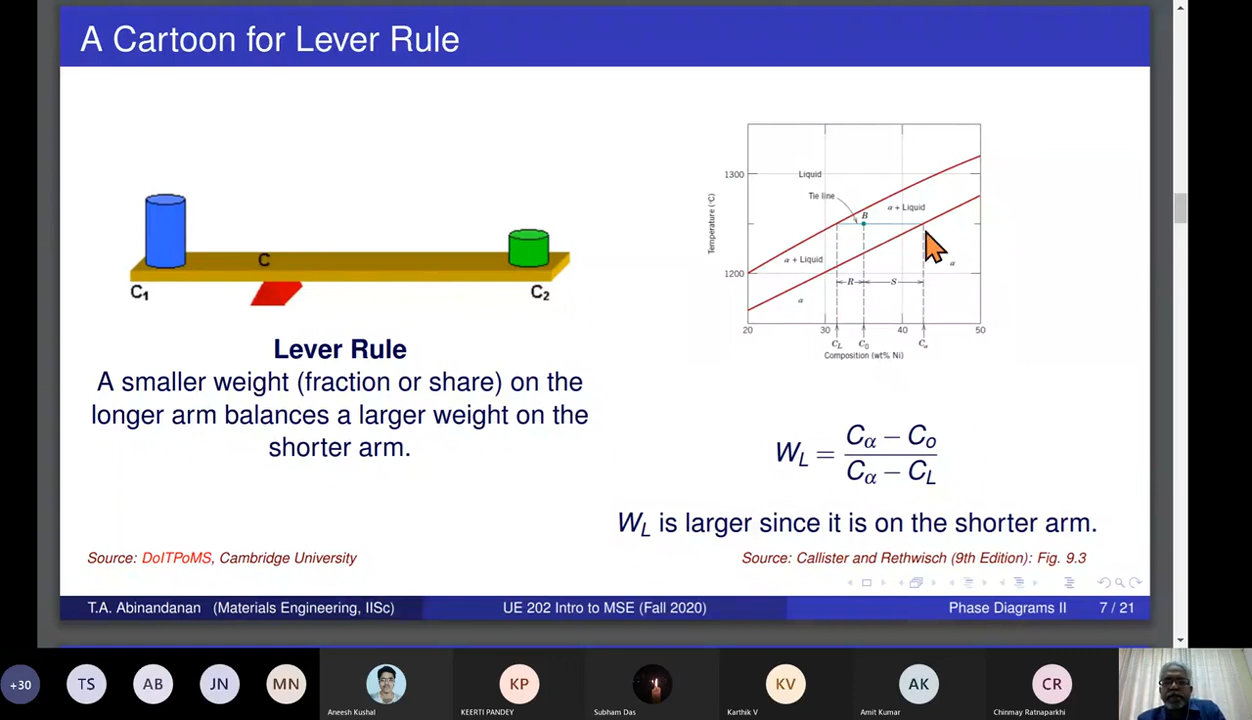 A Cartoon for Lever Rule
C
C₁
C₂
Lever Rule
A smaller weight (fraction or share) on the
longer arm balances a larger weight on the
shorter arm.
Source: DoITPoMS, Cambridge University
1300
Liquid
Tie line
B
α + Liquid
Temperature (°C)
α + Liquid
α
1200
R
S
α
20
30
40
50
C_L
C₀
C_α
Composition (wt% Ni)
W_L = (C_α − C_o) / (C_α − C_L)
W_L is larger since it is on the shorter arm.
Source: Callister and Rethwisch (9th Edition): Fig. 9.3
T.A. Abinandanan (Materials Engineering, IISc)
UE 202 Intro to MSE (Fall 2020)
Phase Diagrams II
7 / 21
+30
TS
AB
JN
MN
Aneesh Kushal
KP
KEERTI PANDEY
Subham Das
KV
Karthik V
AK
Amit Kumar
CR
Chinmay Ratnaparkhi